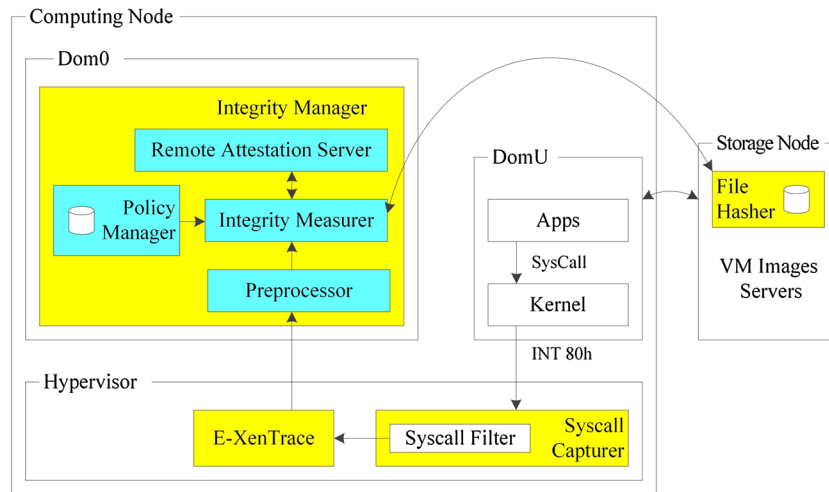 Computing Node
Dom0
Integrity Manager
Remote Attestation Server
Policy
Manager
Integrity Measurer
Preprocessor
DomU
Apps
SysCall
Kernel
INT 80h
Storage Node
File
Hasher
VM Images
Servers
Hypervisor
E-XenTrace
Syscall Filter
Syscall
Capturer